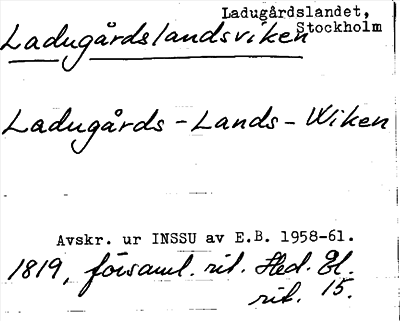 Ladugårdslandet,
Stockholm
Ladugårdslandsviken
Ladugårds-Lands-Wiken
Avskr. ur INSSU av E.B. 1958-61.
1819, församl. rit. Hed. El.
rit. 15.